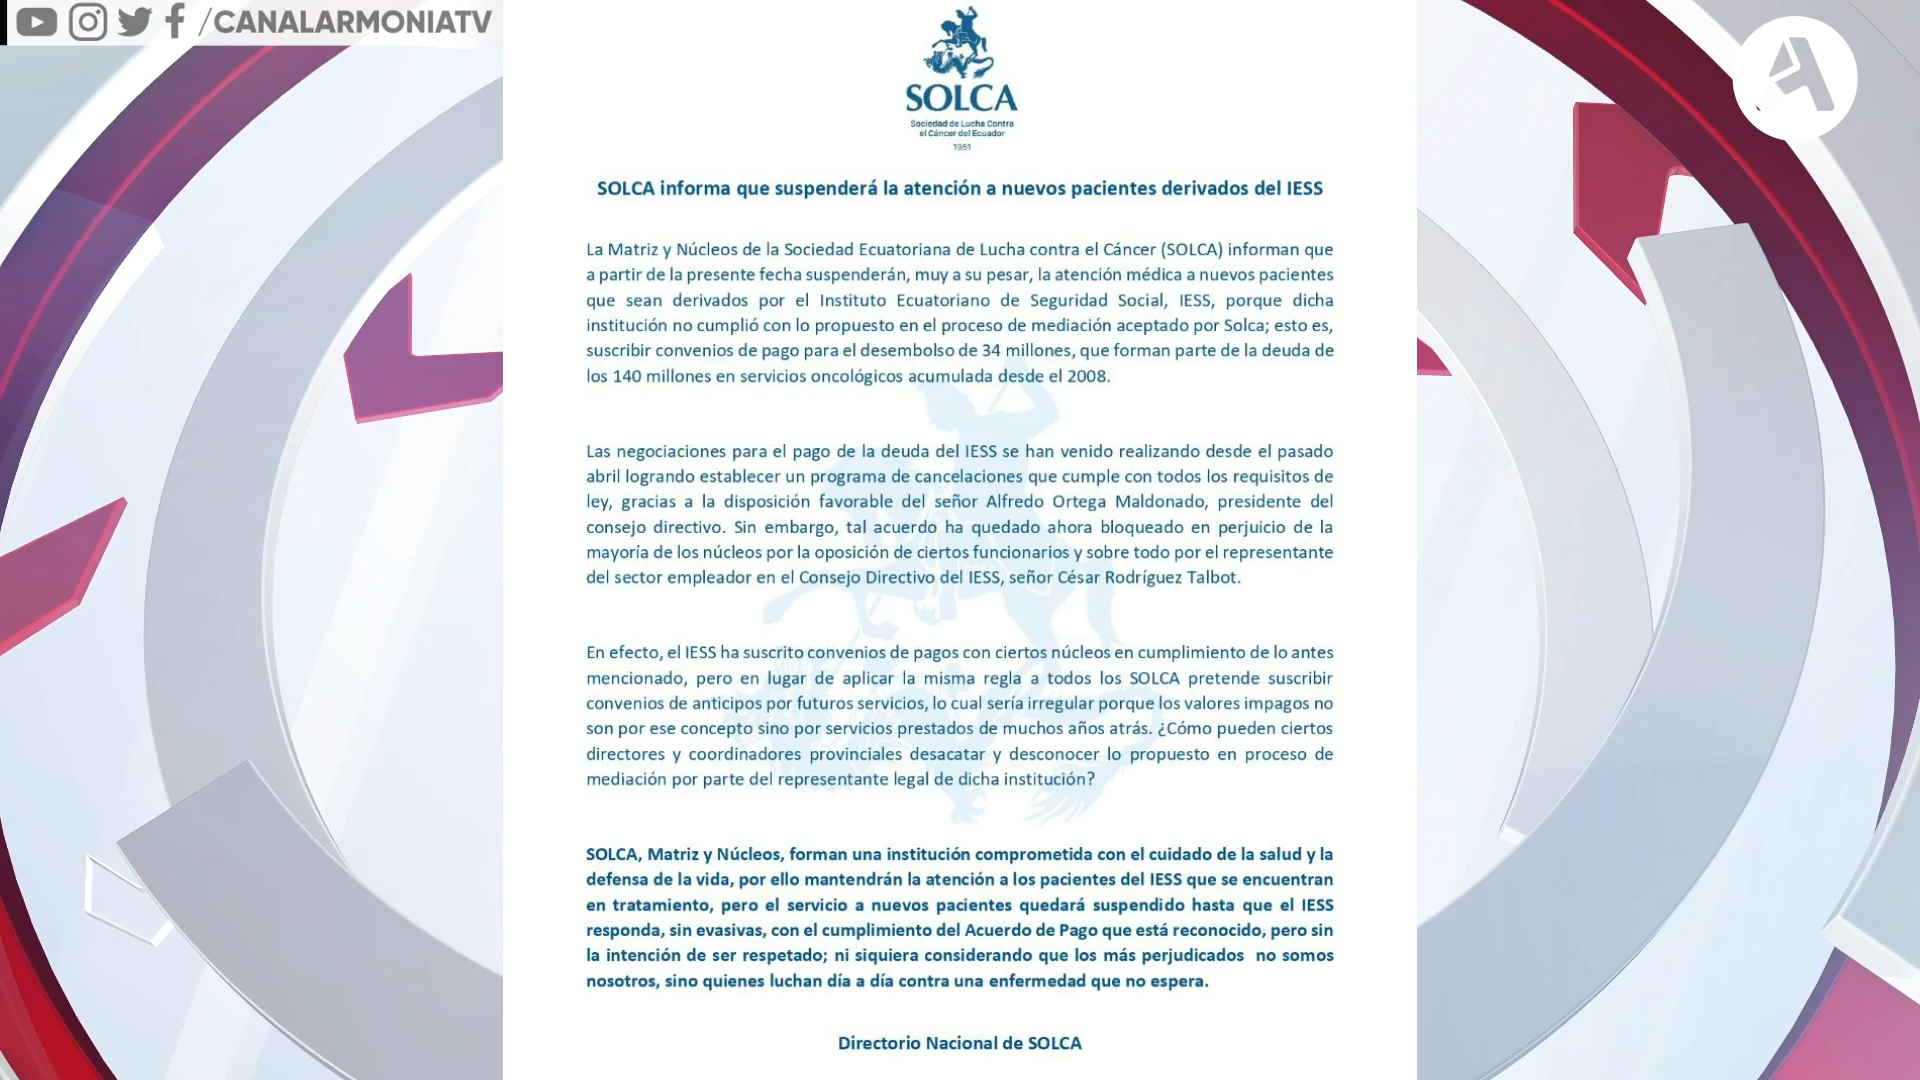 /CANALARMONIATV
SOLCA
Sociedad de Lucha Contra
el Cáncer del Ecuador
1951
SOLCA informa que suspenderá la atención a nuevos pacientes derivados del IESS
La Matriz y Núcleos de la Sociedad Ecuatoriana de Lucha contra el Cáncer (SOLCA) informan que
a partir de la presente fecha suspenderán, muy a su pesar, la atención médica a nuevos pacientes
que sean derivados por el Instituto Ecuatoriano de Seguridad Social, IESS, porque dicha
institución no cumplió con lo propuesto en el proceso de mediación aceptado por Solca; esto es,
suscribir convenios de pago para el desembolso de 34 millones, que forman parte de la deuda de
los 140 millones en servicios oncológicos acumulada desde el 2008.
Las negociaciones para el pago de la deuda del IESS se han venido realizando desde el pasado
abril logrando establecer un programa de cancelaciones que cumple con todos los requisitos de
ley, gracias a la disposición favorable del señor Alfredo Ortega Maldonado, presidente del
consejo directivo. Sin embargo, tal acuerdo ha quedado ahora bloqueado en perjuicio de la
mayoría de los núcleos por la oposición de ciertos funcionarios y sobre todo por el representante
del sector empleador en el Consejo Directivo del IESS, señor César Rodríguez Talbot.
En efecto, el IESS ha suscrito convenios de pagos con ciertos núcleos en cumplimiento de lo antes
mencionado, pero en lugar de aplicar la misma regla a todos los SOLCA pretende suscribir
convenios de anticipos por futuros servicios, lo cual sería irregular porque los valores impagos no
son por ese concepto sino por servicios prestados de muchos años atrás. ¿Cómo pueden ciertos
directores y coordinadores provinciales desacatar y desconocer lo propuesto en proceso de
mediación por parte del representante legal de dicha institución?
SOLCA, Matriz y Núcleos, forman una institución comprometida con el cuidado de la salud y la
defensa de la vida, por ello mantendrán la atención a los pacientes del IESS que se encuentran
en tratamiento, pero el servicio a nuevos pacientes quedará suspendido hasta que el IESS
responda, sin evasivas, con el cumplimiento del Acuerdo de Pago que está reconocido, pero sin
la intención de ser respetado; ni siquiera considerando que los más perjudicados no somos
nosotros, sino quienes luchan día a día contra una enfermedad que no espera.
Directorio Nacional de SOLCA